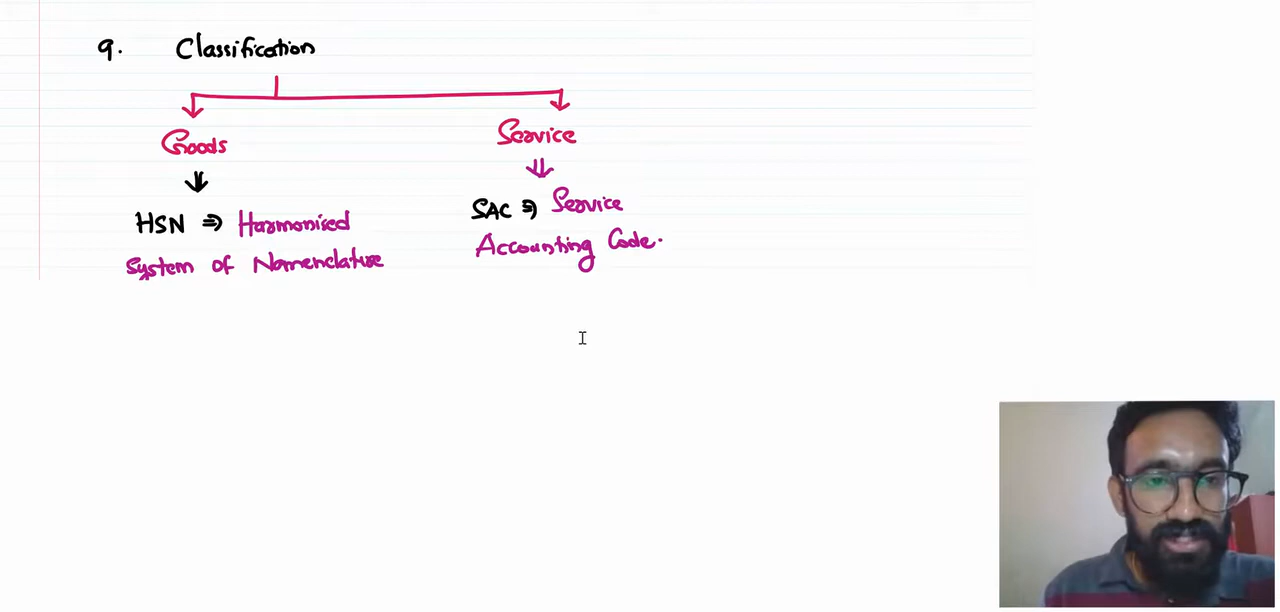 9. Classification
Goods
Service
HSN ⇒ Harmonised
System of Nomenclature
SAC ⇒ Service
Accounting Code.